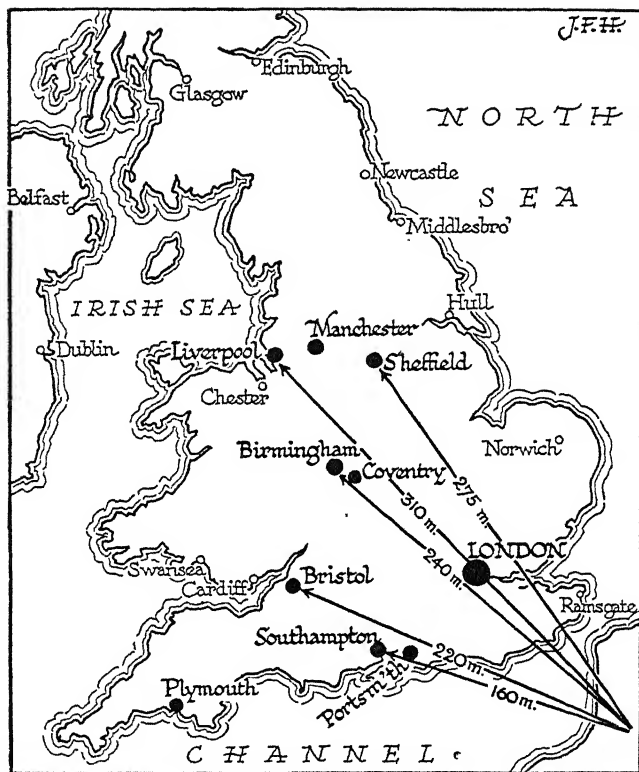 J.F.H.
Edinburgh
Glasgow
NORTH
SEA
Newcastle
Belfast
Middlesbro'
IRISH SEA
Hull
Manchester
Dublin
Liverpool
Sheffield
Chester
Norwich
Birmingham
Coventry
275 m.
310 m.
240 m.
LONDON
Swansea
Cardiff
Bristol
Ramsgate
Southampton
220 m.
Portsm'th
160 m.
Plymouth
CHANNEL